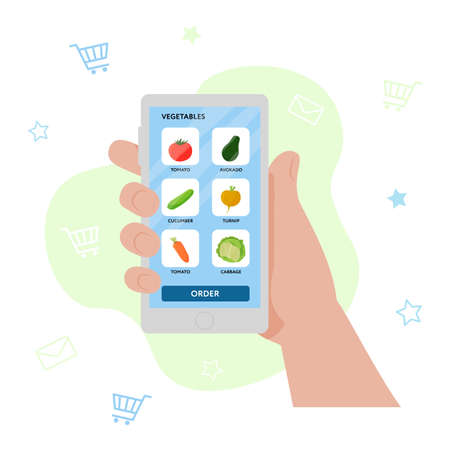 VEGETABLES
TOMATO AVOKADO
CUCUMBER TURNIP
TOMATO CABBAGE
ORDER